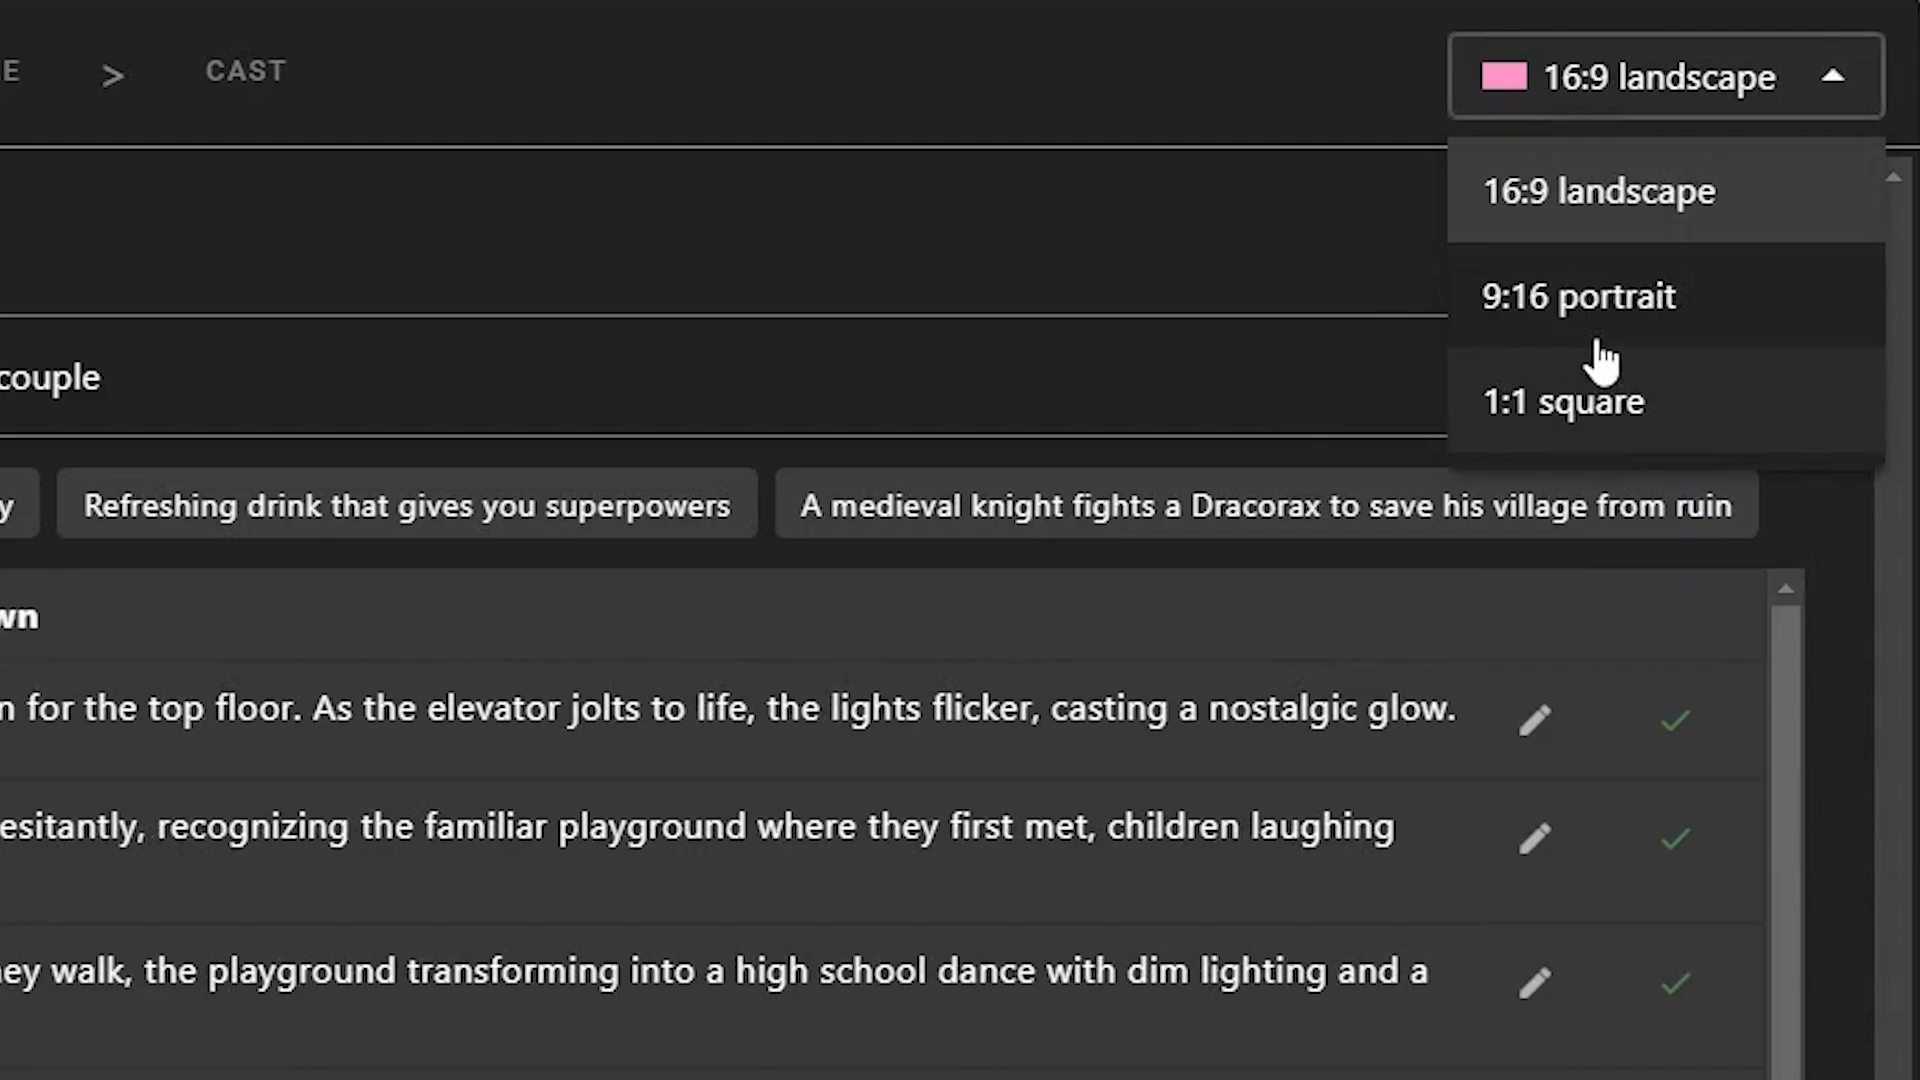 E > CAST
16:9 landscape
16:9 landscape
9:16 portrait
1:1 square
couple
y
Refreshing drink that gives you superpowers
A medieval knight fights a Dracorax to save his village from ruin
wn
n for the top floor. As the elevator jolts to life, the lights flicker, casting a nostalgic glow.
esitantly, recognizing the familiar playground where they first met, children laughing
ney walk, the playground transforming into a high school dance with dim lighting and a